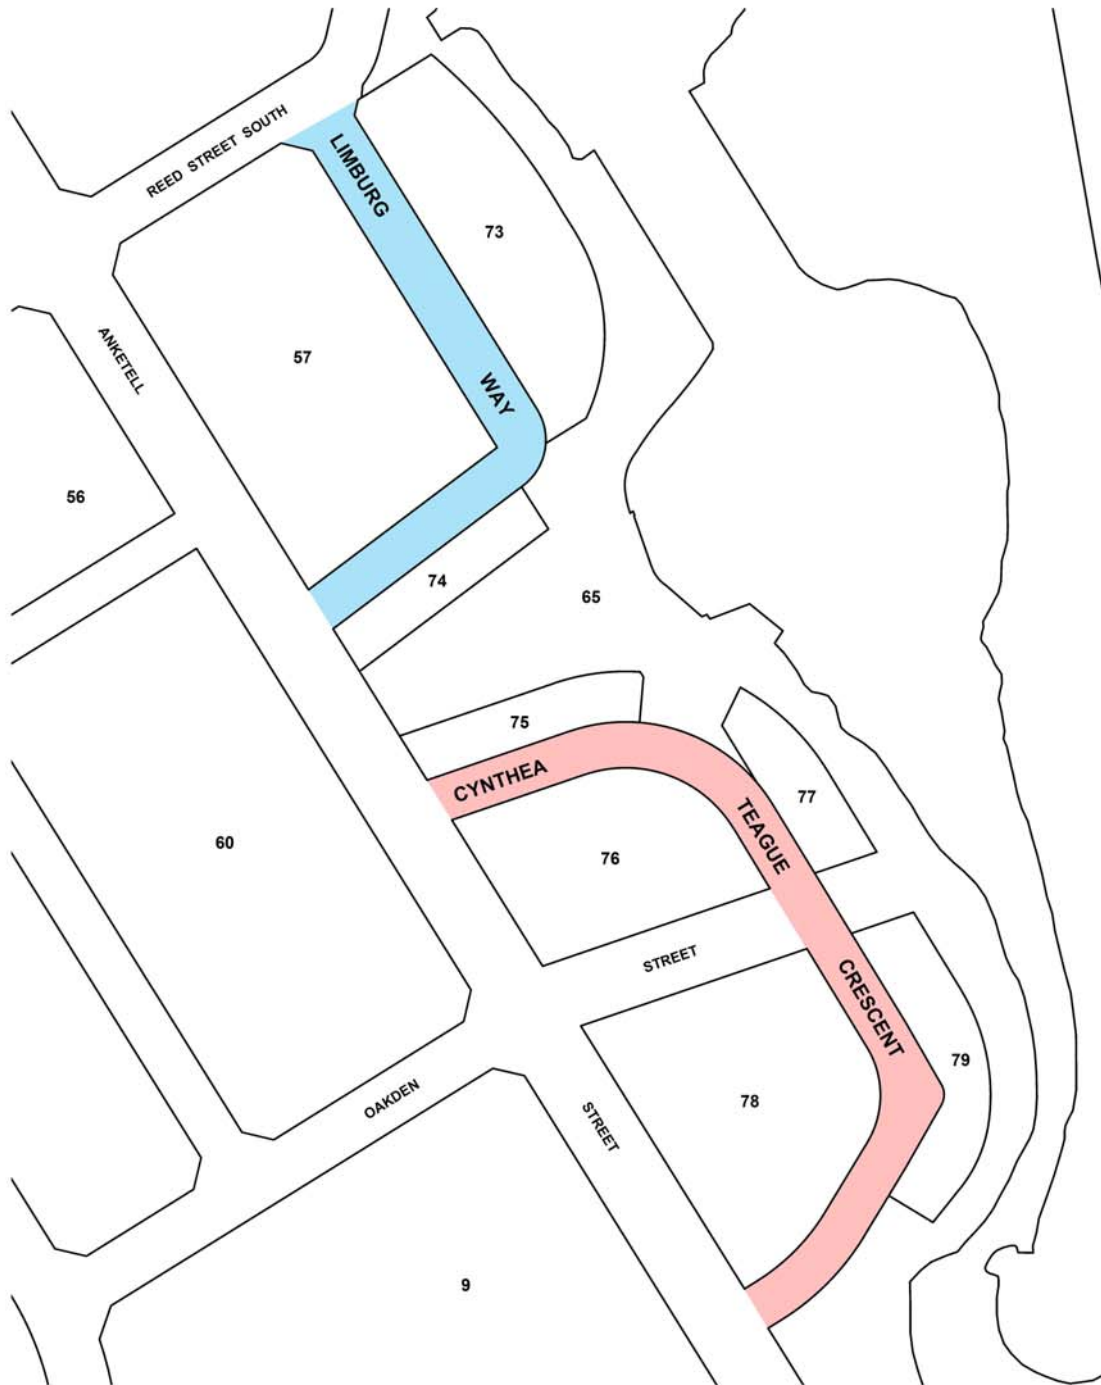 REED STREET SOUTH
LIMBURG
WAY
73
57
ANKETELL
56
74
65
75
CYNTHEA
TEAGUE
CRESCENT
77
60
76
STREET
79
78
OAKDEN
STREET
9